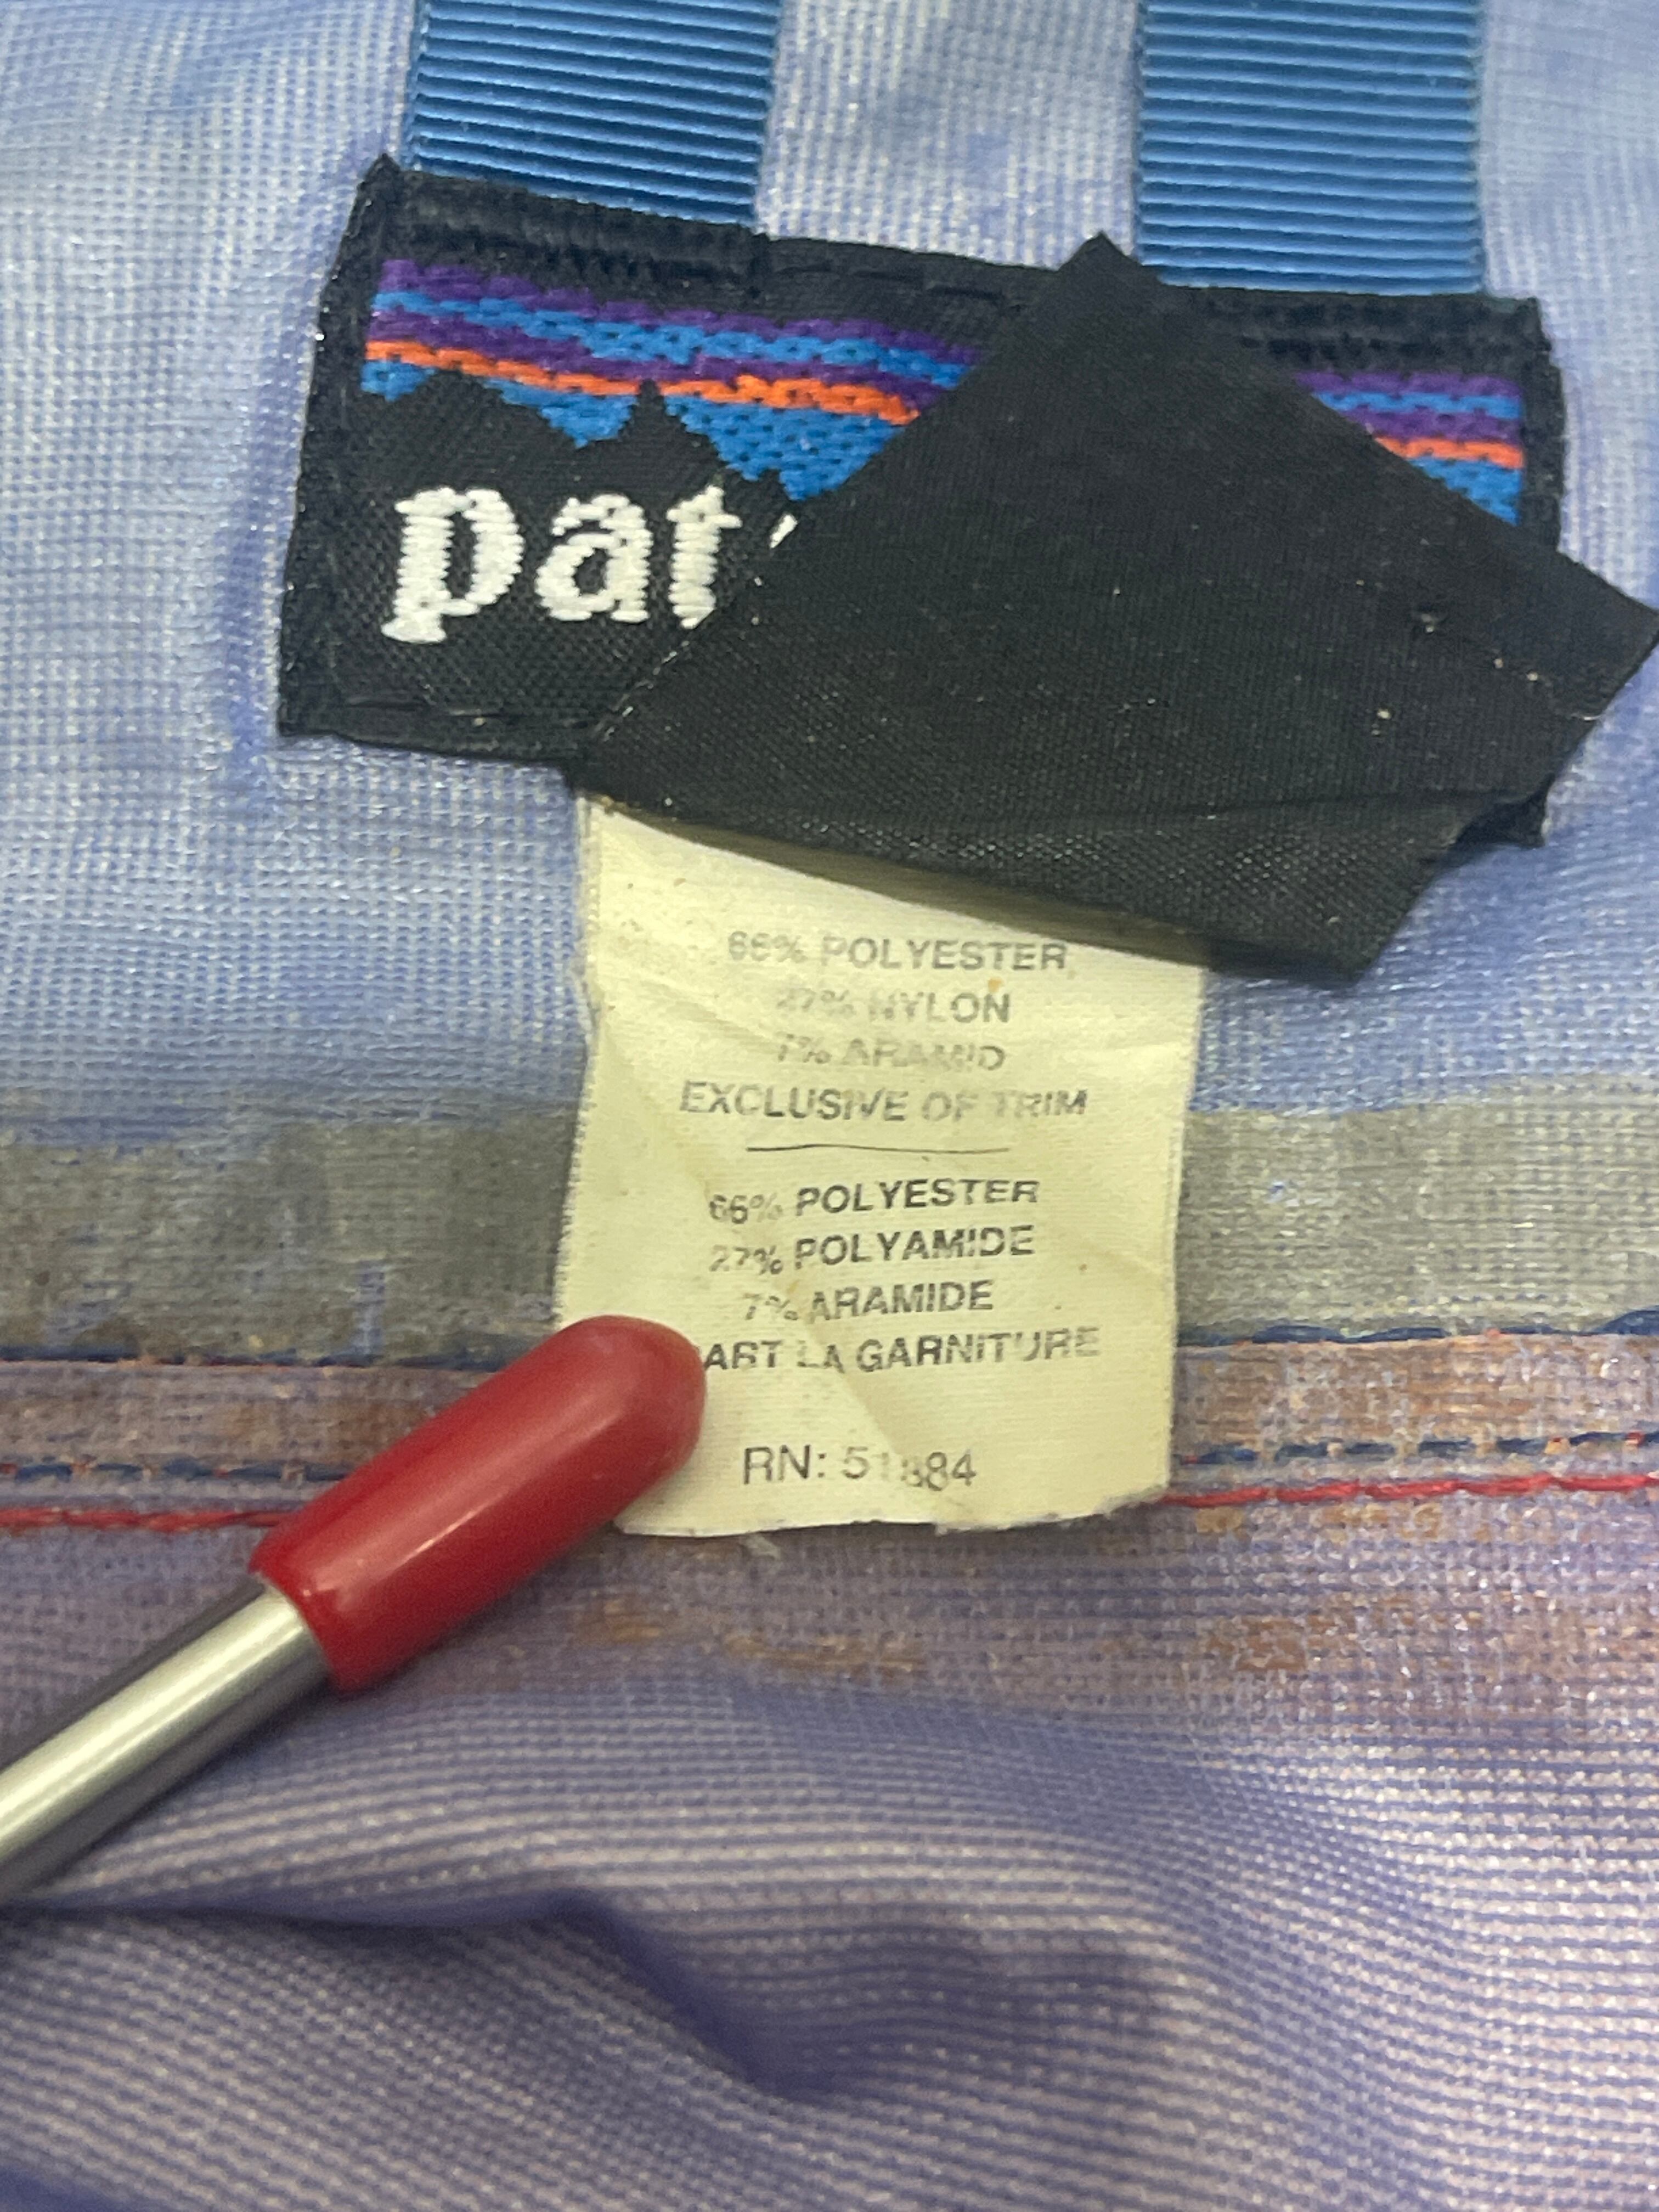 pat
66% POLYESTER
27% NYLON
7% ARAMID
EXCLUSIVE OF TRIM
66% POLYESTER
27% POLYAMIDE
7% ARAMIDE
PART LA GARNITURE
RN: 51884